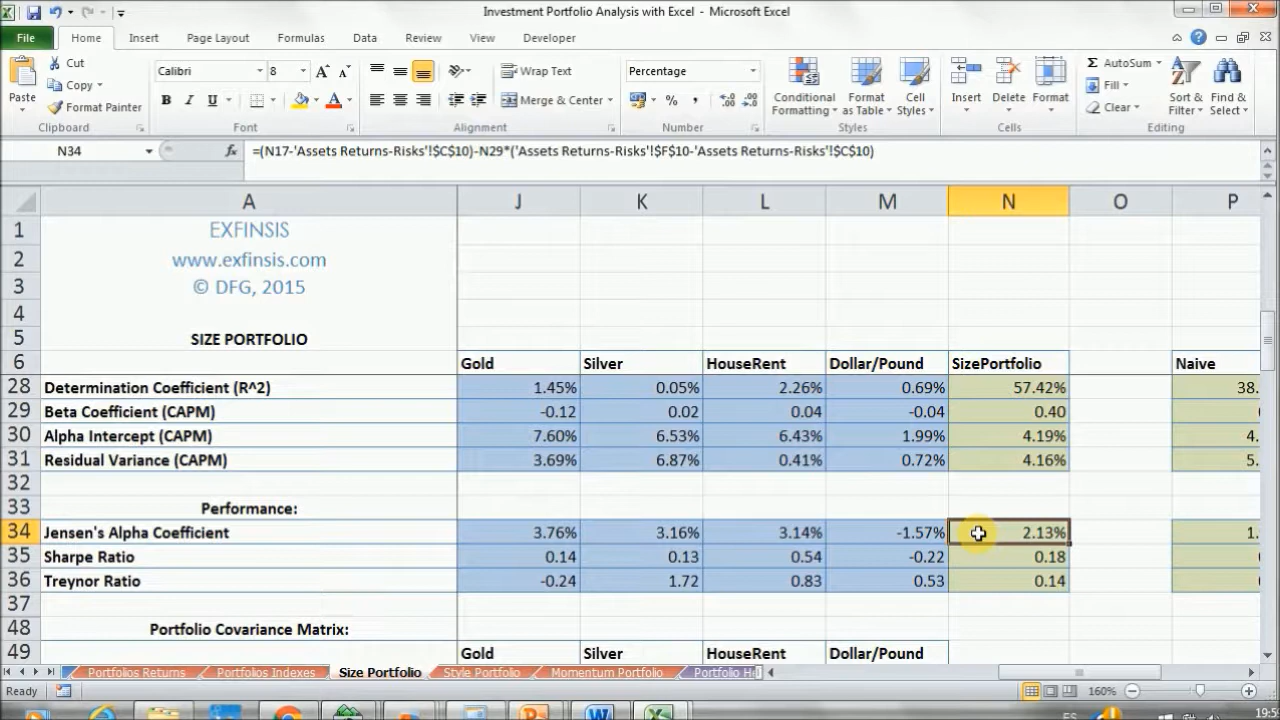 Investment Portfolio Analysis with Excel - Microsoft Excel
File Home Insert Page Layout Formulas Data Review View Developer
Paste Cut Copy Format Painter
Calibri 8
B I U A
Wrap Text
Merge & Center
Percentage
% ,
Conditional Formatting Format as Table Cell Styles
Insert Delete Format
AutoSum Fill Clear
Sort & Filter Find & Select
Clipboard Font Alignment Number Styles Cells Editing
N34 fx =(N17-'Assets Returns-Risks'!$C$10)-N29*('Assets Returns-Risks'!$F$10-'Assets Returns-Risks'!$C$10)
A J K L M N O P
1 EXFINSIS
2 www.exfinsis.com
3 © DFG, 2015
4
5 SIZE PORTFOLIO
6 Gold Silver HouseRent Dollar/Pound SizePortfolio Naive
28 Determination Coefficient (R^2) 1.45% 0.05% 2.26% 0.69% 57.42% 38.
29 Beta Coefficient (CAPM) -0.12 0.02 0.04 -0.04 0.40
30 Alpha Intercept (CAPM) 7.60% 6.53% 6.43% 1.99% 4.19% 4.
31 Residual Variance (CAPM) 3.69% 6.87% 0.41% 0.72% 4.16% 5.
32
33 Performance:
34 Jensen's Alpha Coefficient 3.76% 3.16% 3.14% -1.57% 2.13% 1.
35 Sharpe Ratio 0.14 0.13 0.54 -0.22 0.18
36 Treynor Ratio -0.24 1.72 0.83 0.53 0.14
37
48 Portfolio Covariance Matrix:
49 Gold Silver HouseRent Dollar/Pound
Portfolios Returns Portfolios Indexes Size Portfolio Style Portfolio Momentum Portfolio
Ready 160%
ES